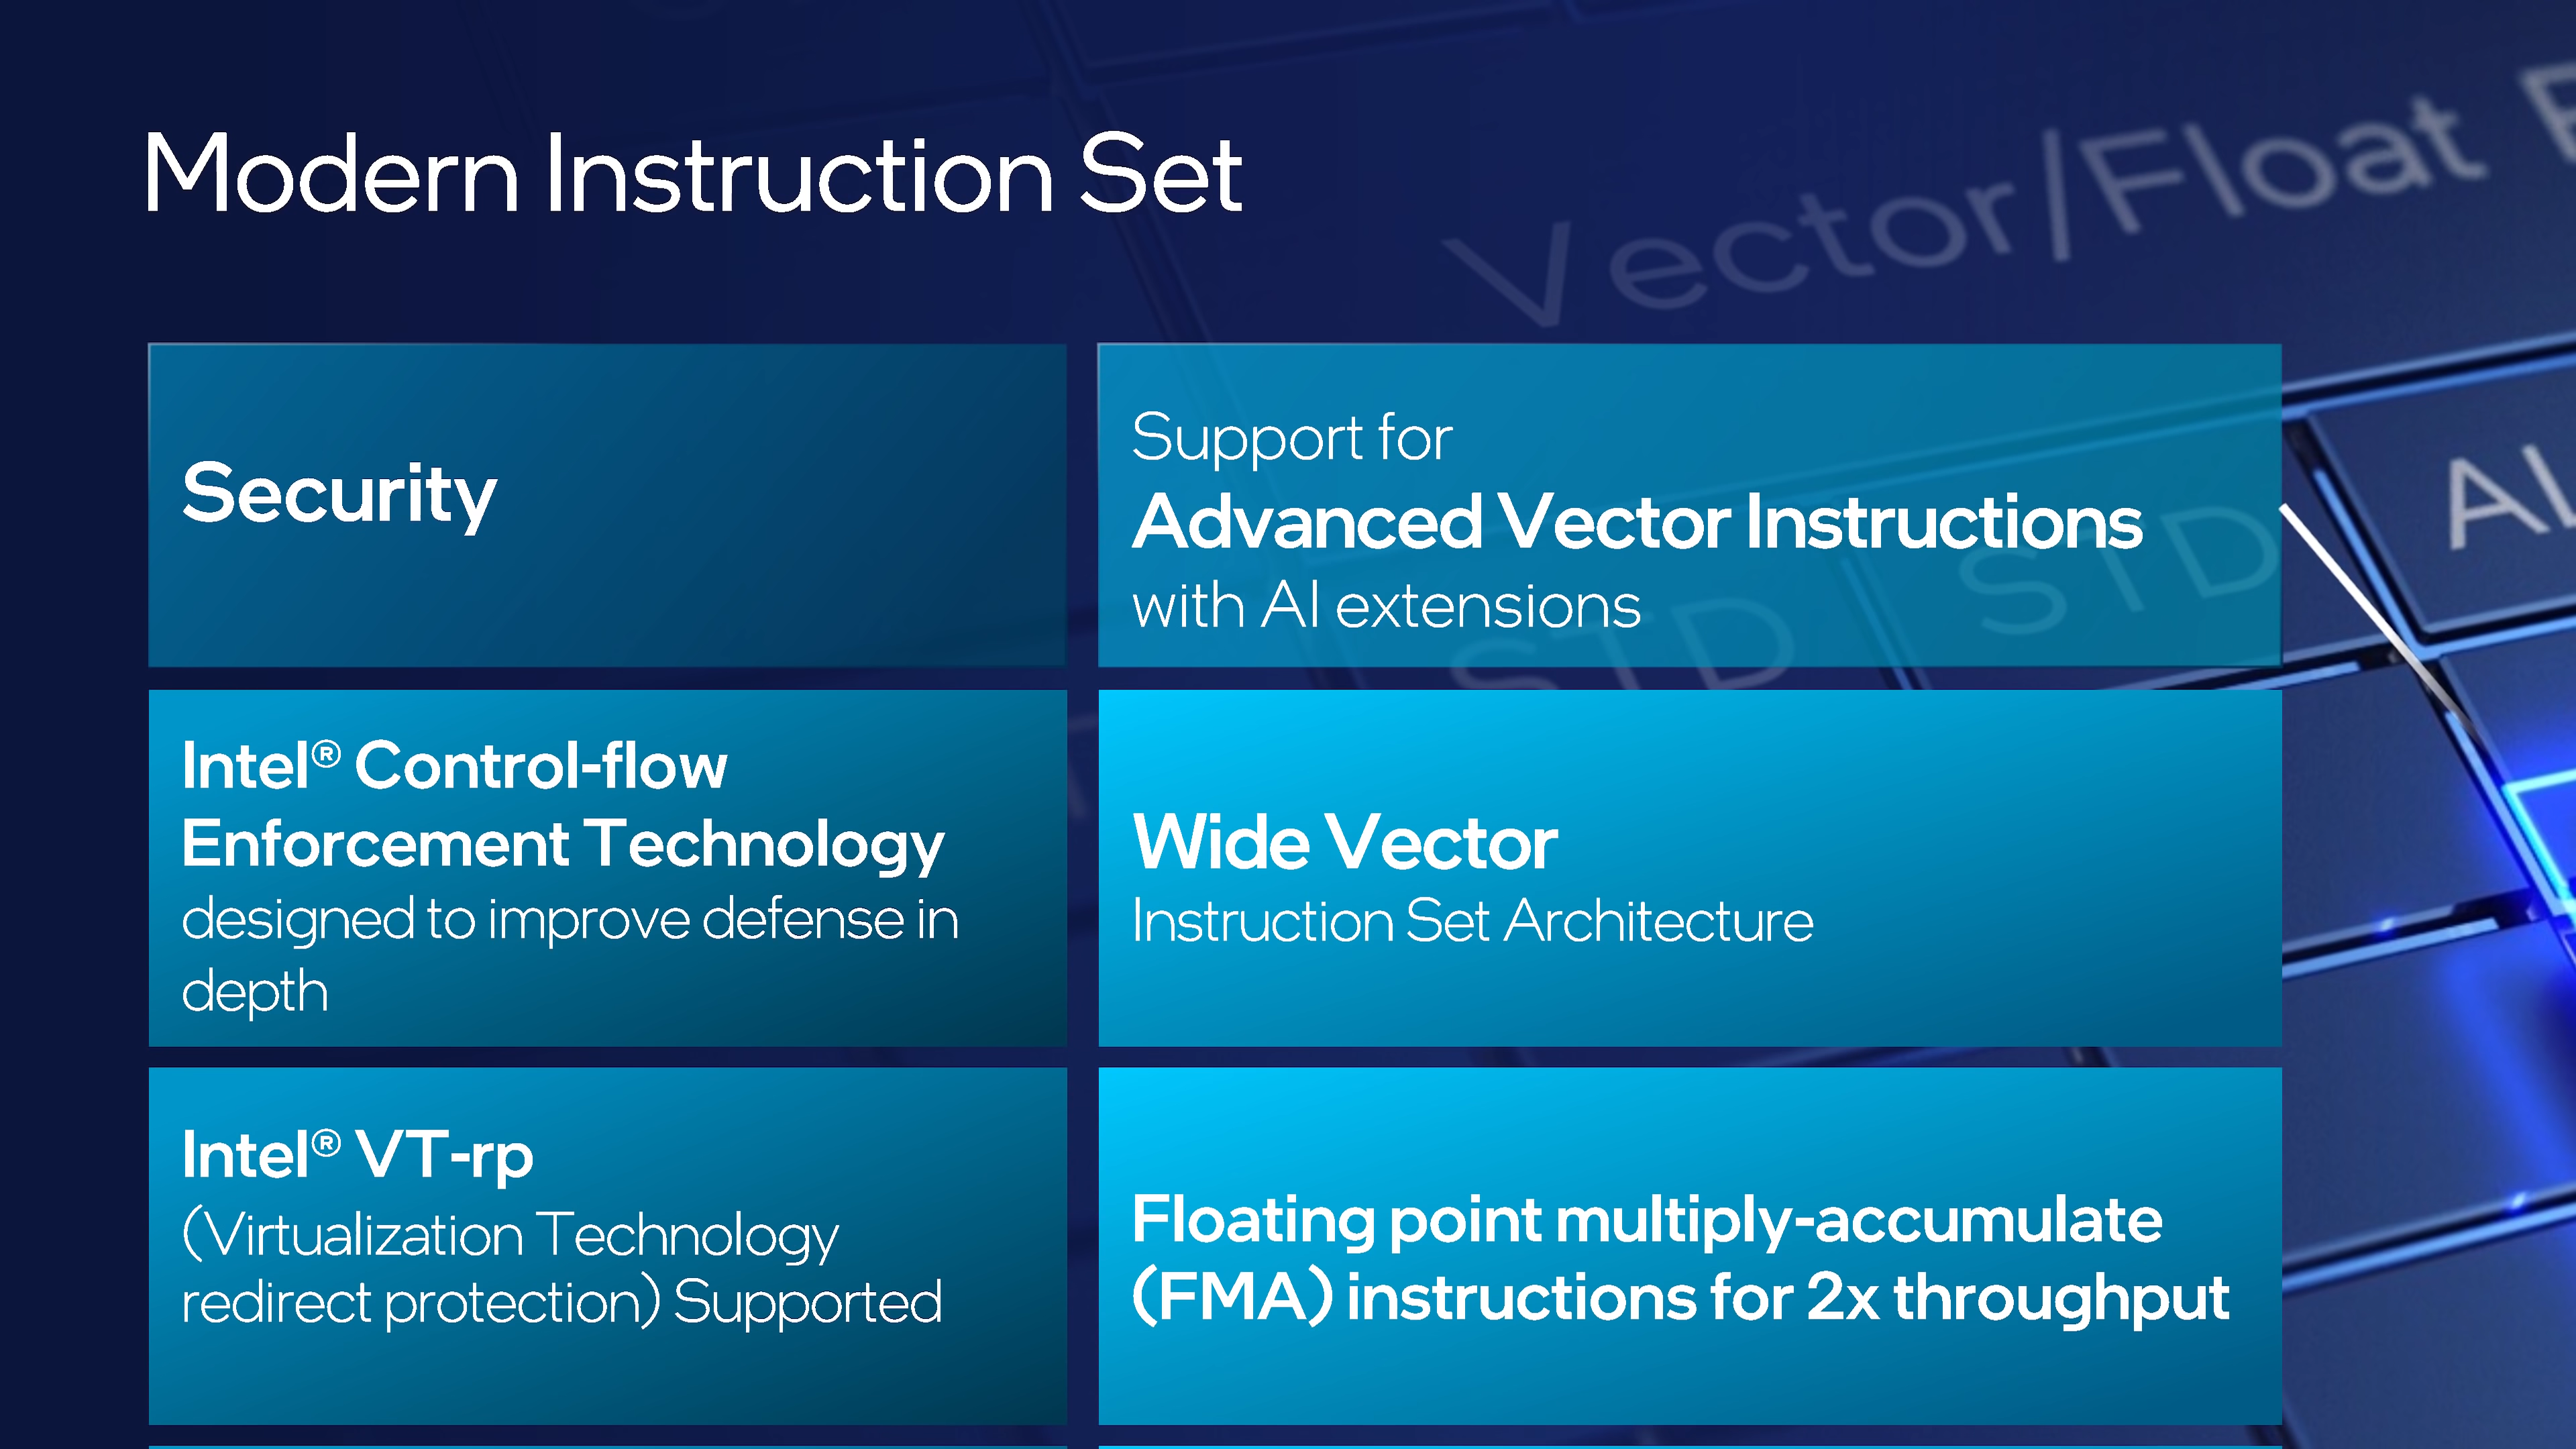 Modern Instruction Set
Vector/Float
Security
Support for
Advanced Vector Instructions
with AI extensions
STD
STD
Intel® Control-flow
Enforcement Technology
designed to improve defense in
depth
Wide Vector
Instruction Set Architecture
Intel® VT-rp
(Virtualization Technology
redirect protection) Supported
Floating point multiply-accumulate
(FMA) instructions for 2x throughput